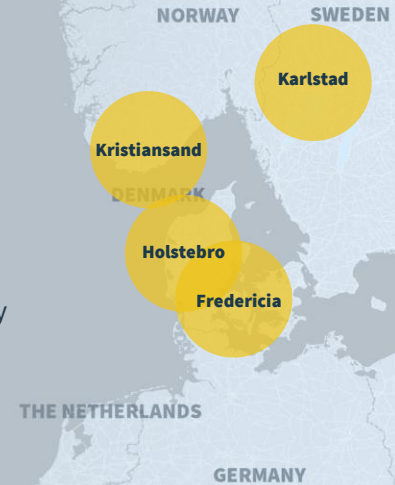 NORWAY
SWEDEN
Karlstad
Kristiansand
DENMARK
Holstebro
Fredericia
y
THE NETHERLANDS
GERMANY